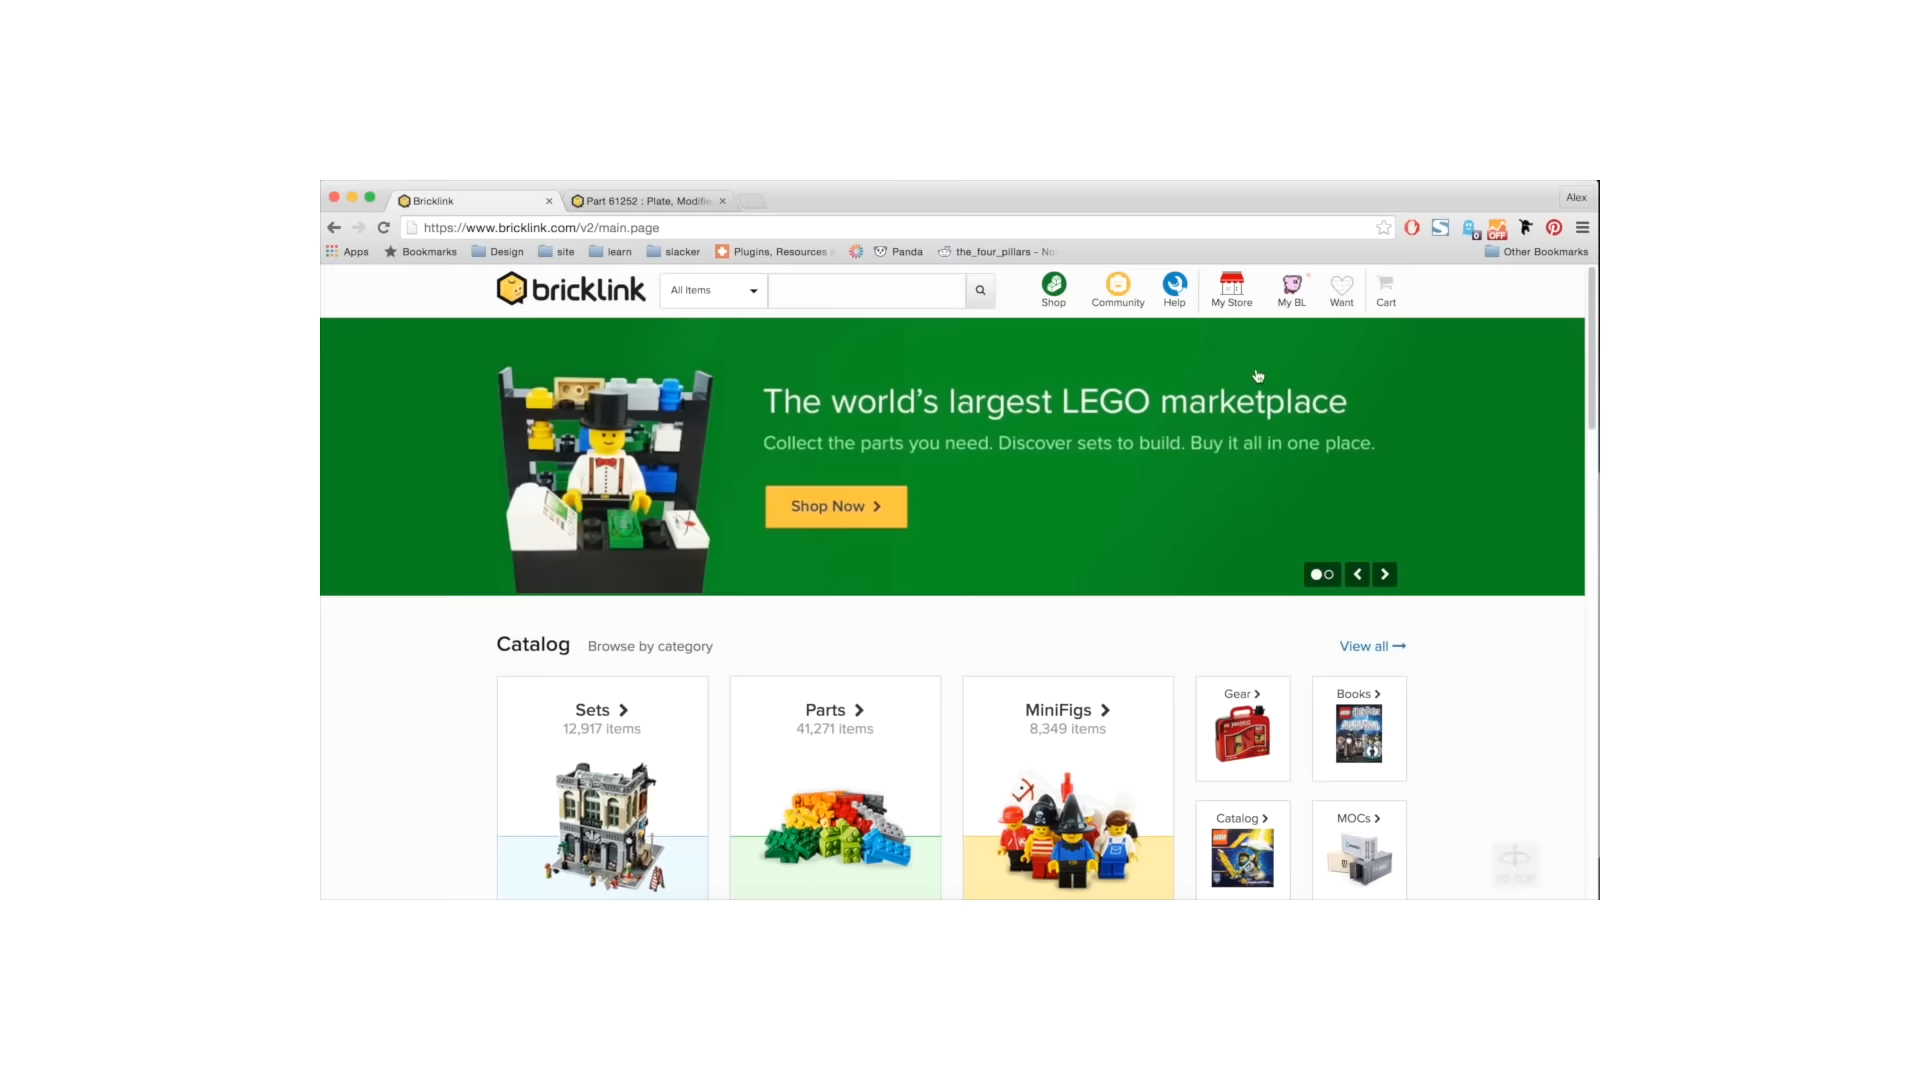 Bricklink
Part 61252 : Plate, Modifie
Alex
https://www.bricklink.com/v2/main.page
OFF
Apps
Bookmarks
Design
site
learn
slacker
Plugins, Resources
Panda
the_four_pillars - No
Other Bookmarks
bricklink
All Items
Shop
Community
Help
My Store
My BL
Want
Cart
The world's largest LEGO marketplace
Collect the parts you need. Discover sets to build. Buy it all in one place.
Shop Now
Catalog
Browse by category
View all
Sets
12,917 items
Parts
41,271 items
MiniFigs
8,349 items
Gear
Books
Catalog
MOCs
TO TOP